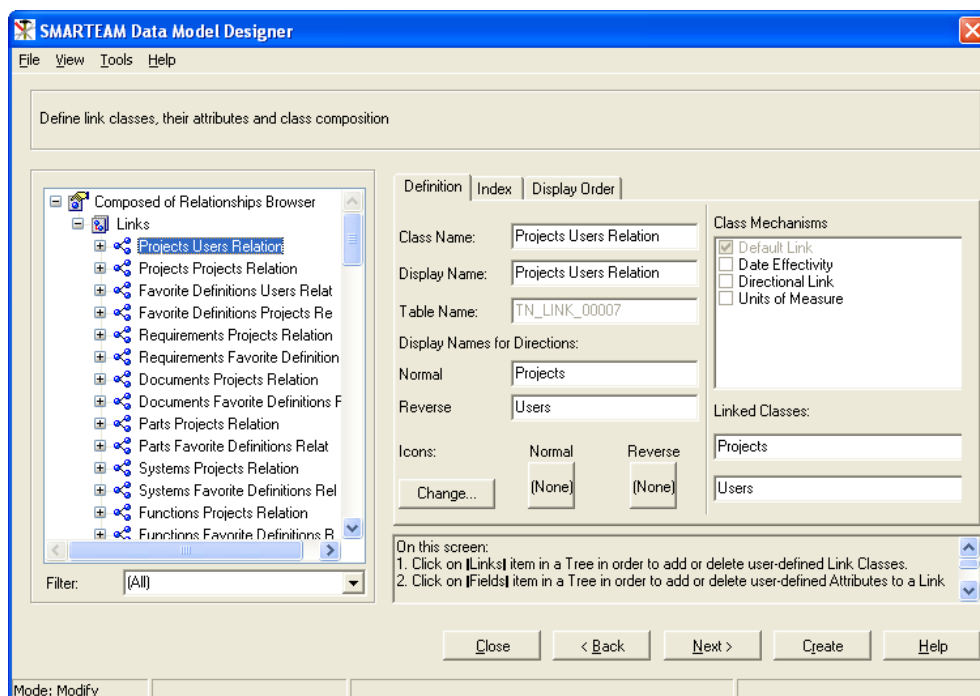 SMARTEAM Data Model Designer
File View Tools Help
Define link classes, their attributes and class composition
Composed of Relationships Browser
Links
Projects Users Relation
Projects Projects Relation
Favorite Definitions Users Relat
Favorite Definitions Projects Re
Requirements Projects Relation
Requirements Favorite Definition
Documents Projects Relation
Documents Favorite Definitions F
Parts Projects Relation
Parts Favorite Definitions Relat
Systems Projects Relation
Systems Favorite Definitions Rel
Functions Projects Relation
Functions Favorite Definitions R
Filter: (All)
Definition Index Display Order
Class Name: Projects Users Relation
Display Name: Projects Users Relation
Table Name: TN_LINK_00007
Display Names for Directions:
Normal Projects
Reverse Users
Icons: Normal Reverse
Change... (None) (None)
Class Mechanisms
Default Link
Date Effectivity
Directional Link
Units of Measure
Linked Classes:
Projects
Users
On this screen:
1. Click on |Links| item in a Tree in order to add or delete user-defined Link Classes.
2. Click on |Fields| item in a Tree in order to add or delete user-defined Attributes to a Link
Close < Back Next > Create Help
Mode: Modify